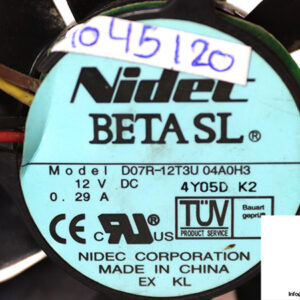 1045120
Nidec
BETA SL®
Model D07R-12T3U 04A0H3
12 V DC 4Y05D K2
0.29 A
C UL US TÜV Bauart geprüft
CE PRODUCT SERVICE
NIDEC CORPORATION
MADE IN CHINA
EX KL